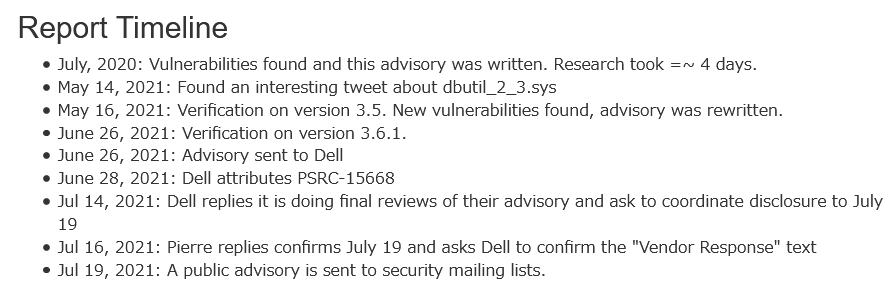 Report Timeline
• July, 2020: Vulnerabilities found and this advisory was written. Research took =~ 4 days.
• May 14, 2021: Found an interesting tweet about dbutil_2_3.sys
• May 16, 2021: Verification on version 3.5. New vulnerabilities found, advisory was rewritten.
• June 26, 2021: Verification on version 3.6.1.
• June 26, 2021: Advisory sent to Dell
• June 28, 2021: Dell attributes PSRC-15668
• Jul 14, 2021: Dell replies it is doing final reviews of their advisory and ask to coordinate disclosure to July
19
• Jul 16, 2021: Pierre replies confirms July 19 and asks Dell to confirm the "Vendor Response" text
• Jul 19, 2021: A public advisory is sent to security mailing lists.